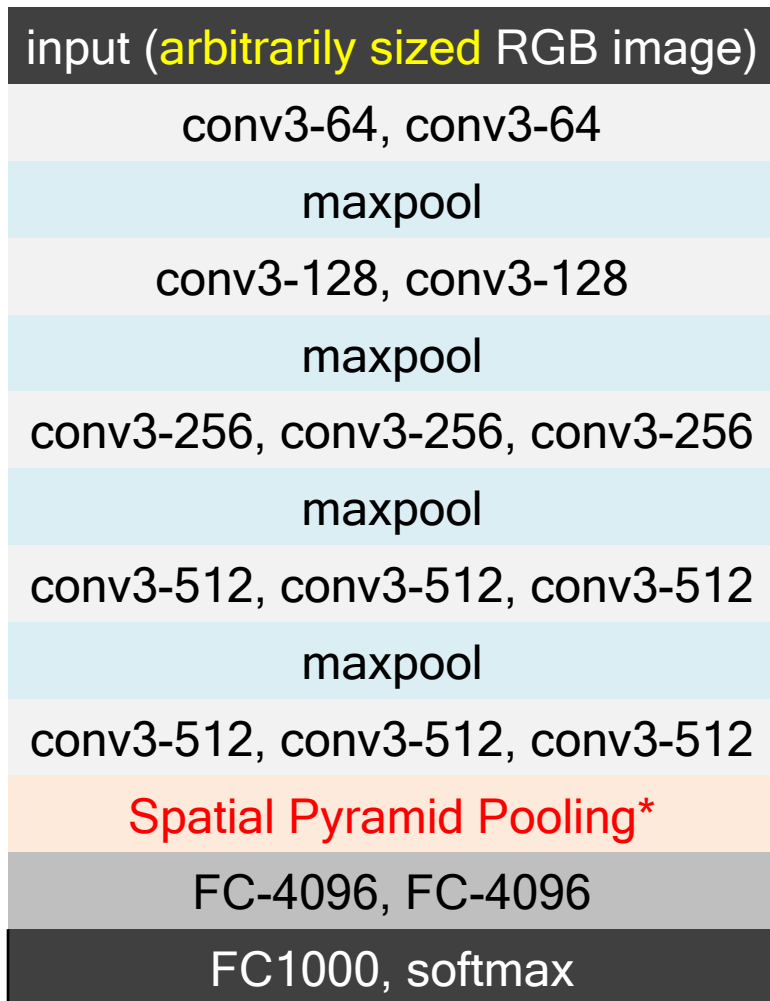 input (arbitrarily sized RGB image)
conv3-64, conv3-64
maxpool
conv3-128, conv3-128
maxpool
conv3-256, conv3-256, conv3-256
maxpool
conv3-512, conv3-512, conv3-512
maxpool
conv3-512, conv3-512, conv3-512
Spatial Pyramid Pooling*
FC-4096, FC-4096
FC1000, softmax